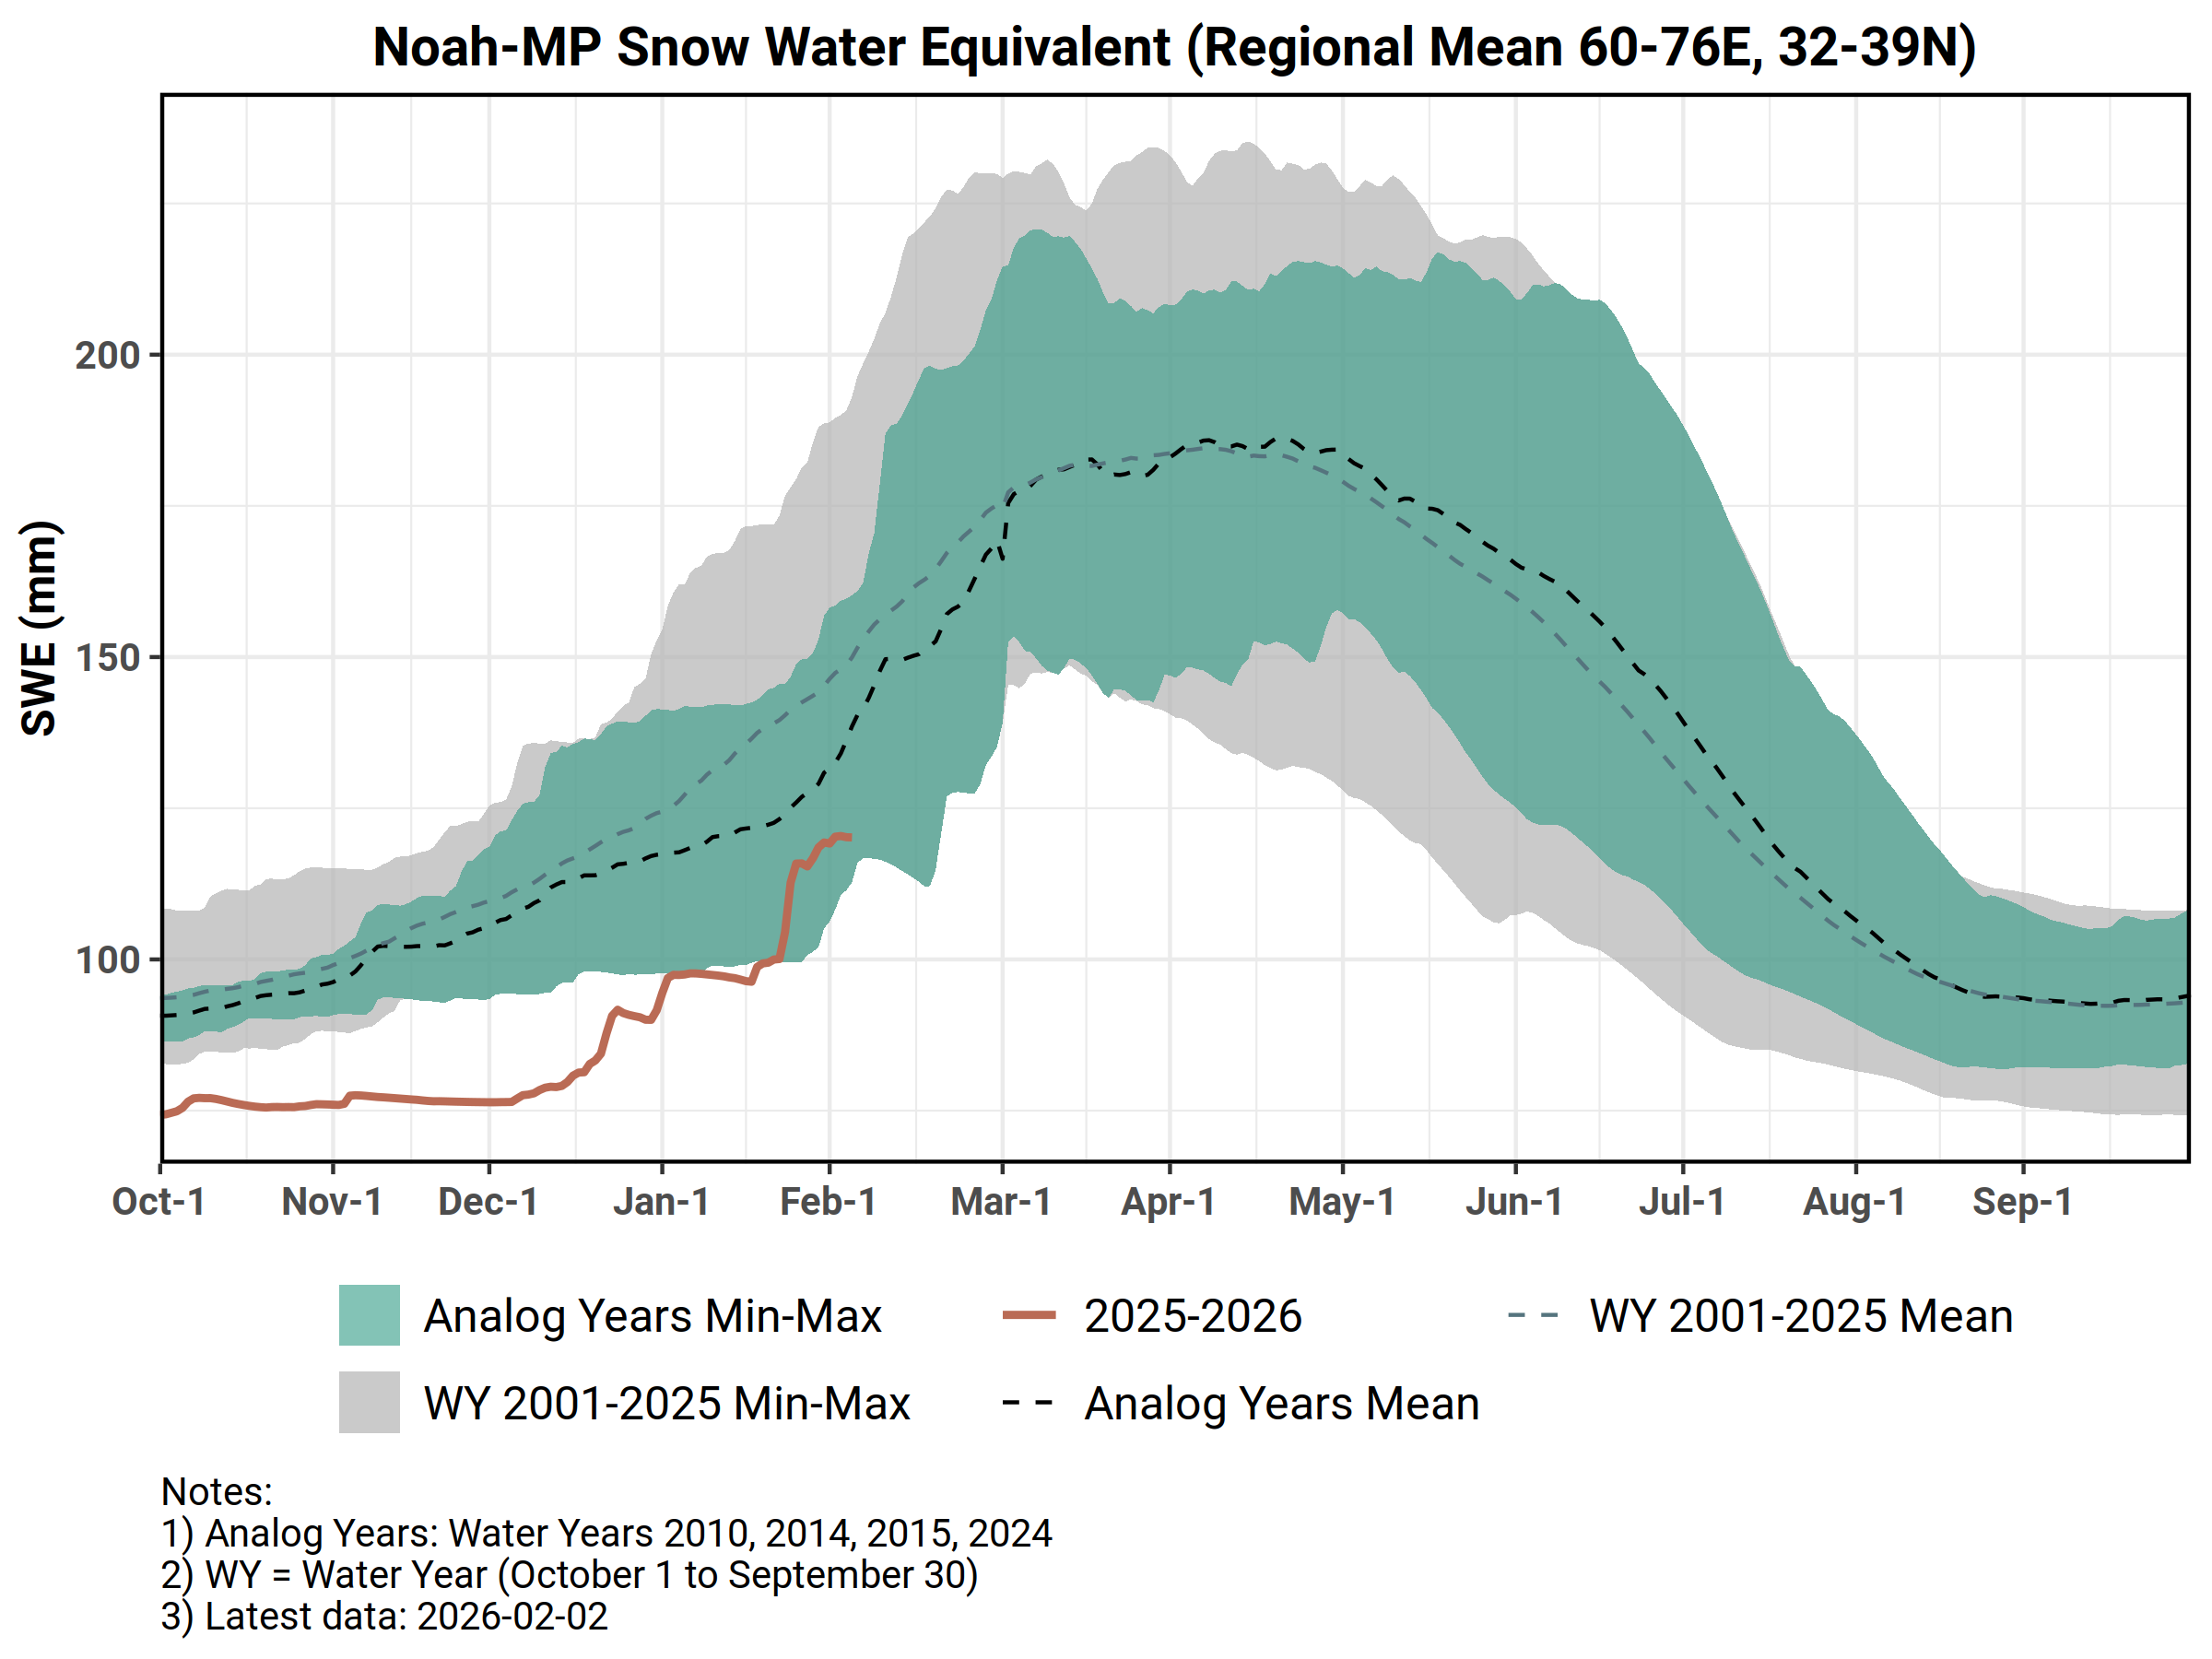 Noah-MP Snow Water Equivalent (Regional Mean 60-76E, 32-39N)
SWE (mm)
200
150
100
Oct-1 Nov-1 Dec-1 Jan-1 Feb-1 Mar-1 Apr-1 May-1 Jun-1 Jul-1 Aug-1 Sep-1
Analog Years Min-Max 2025-2026 WY 2001-2025 Mean
WY 2001-2025 Min-Max Analog Years Mean
Notes:
1) Analog Years: Water Years 2010, 2014, 2015, 2024
2) WY = Water Year (October 1 to September 30)
3) Latest data: 2026-02-02